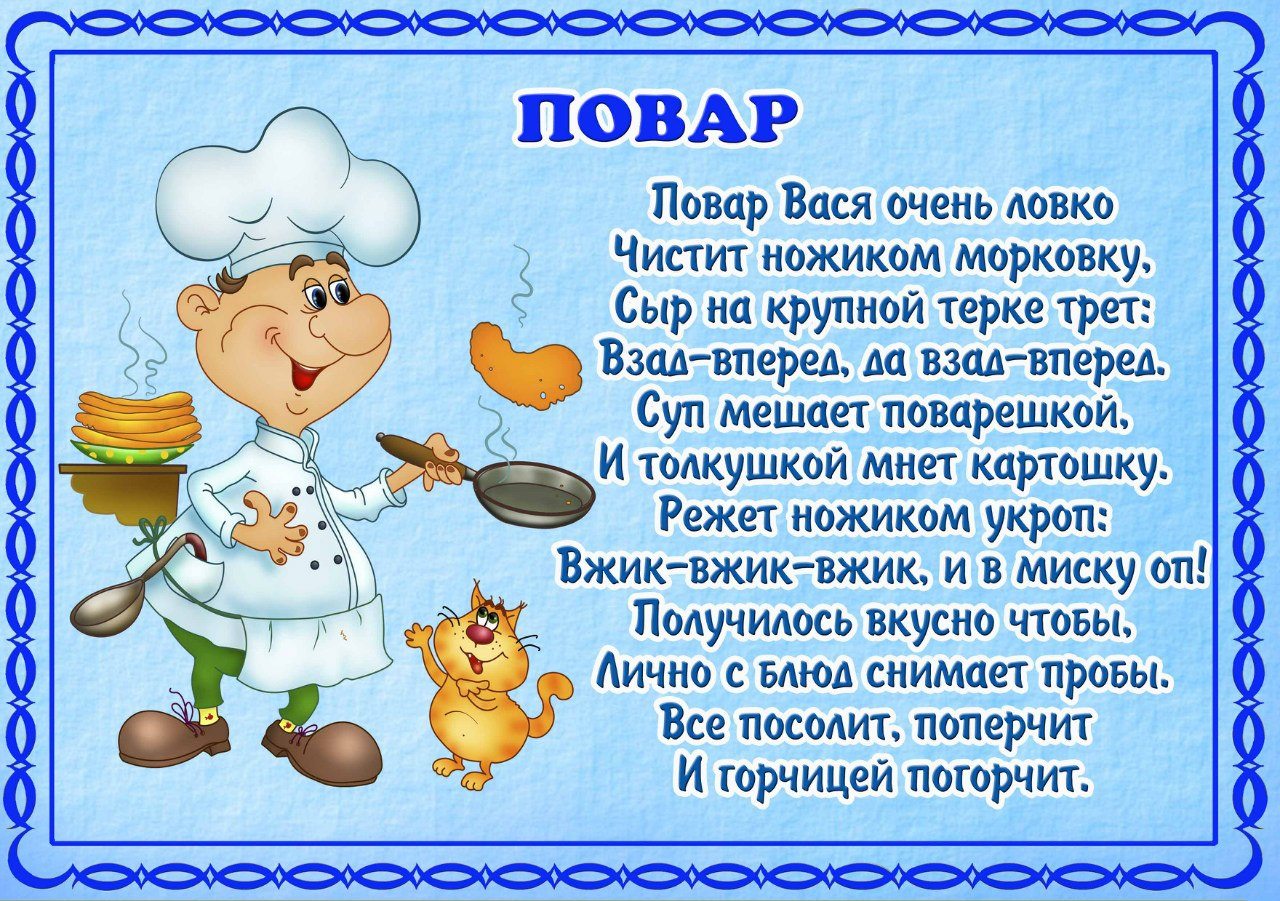 ПОВАР
Повар Вася очень ловко
Чистит ножиком морковку,
Сыр на крупной терке трет:
Взад-вперед, да взад-вперед.
Суп мешает поварешкой,
И толкушкой мнет картошку.
Режет ножиком укроп:
Вжик-вжик-вжик, и в миску оп!
Получилось вкусно чтобы,
Лично с блюд снимает пробы.
Все посолит, поперчит
И горчицей погорчит.